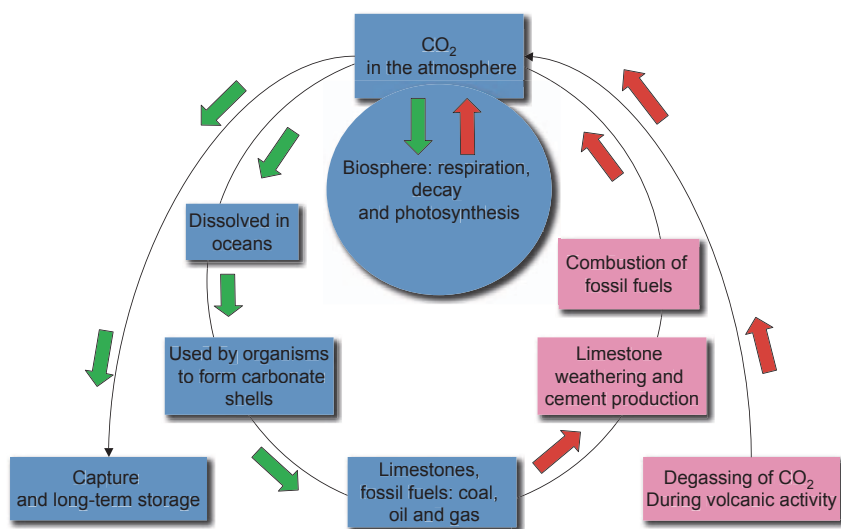 CO₂
in the atmosphere
Biosphere: respiration,
decay
and photosynthesis
Dissolved in
oceans
Combustion of
fossil fuels
Used by organisms
to form carbonate
shells
Limestone
weathering and
cement production
Capture
and long-term storage
Limestones,
fossil fuels: coal,
oil and gas
Degassing of CO₂
During volcanic activity